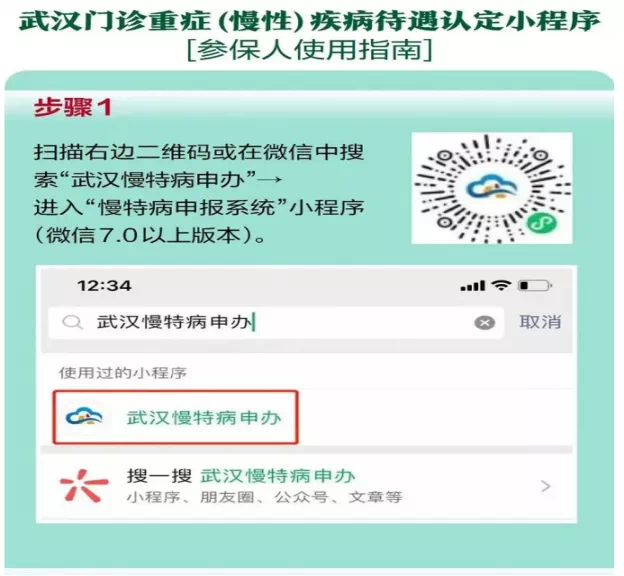 武汉门诊重症(慢性)疾病待遇认定小程序
[参保人使用指南]
步骤1
扫描右边二维码或在微信中搜
索“武汉慢特病申办”→
进入“慢特病申报系统”小程序
(微信7.0以上版本)。
12:34
武汉慢特病申办
取消
使用过的小程序
武汉慢特病申办
搜一搜 武汉慢特病申办
小程序、朋友圈、公众号、文章等